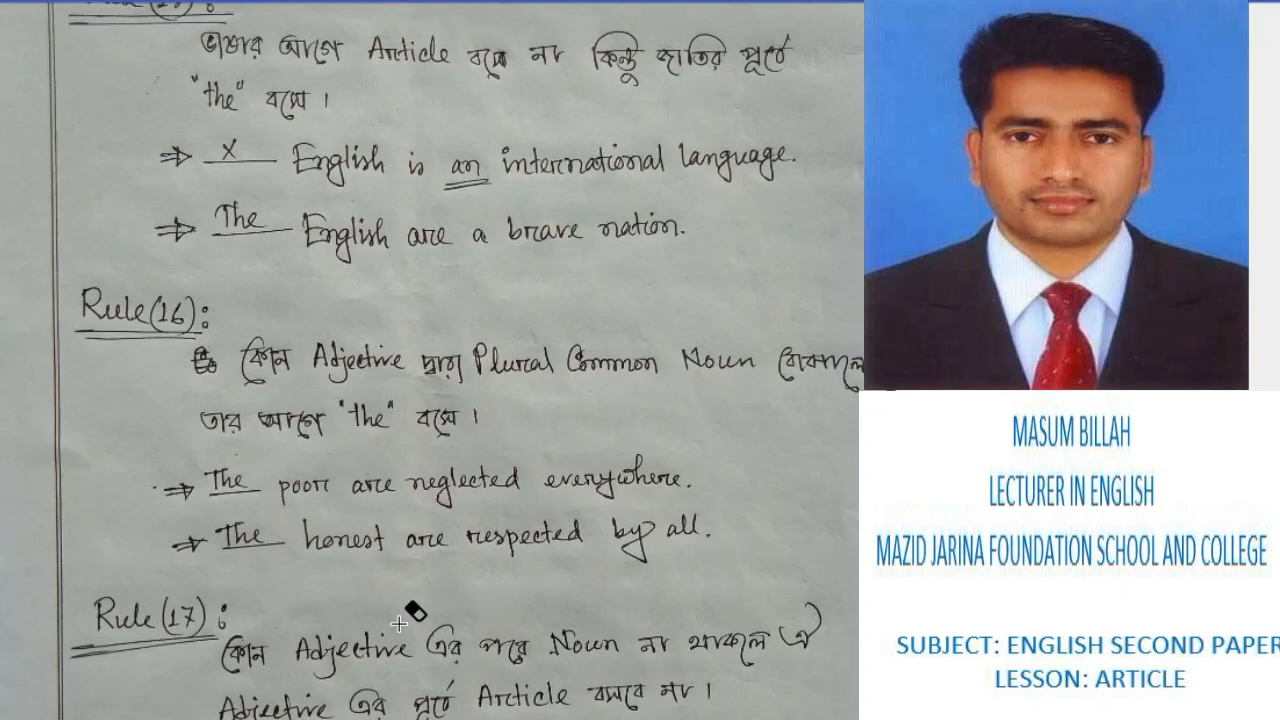 ভাষার আগে Article বসে না কিন্তু জাতির পূর্বে
"the" বসে।
⇒ x English is an international language.
⇒ The English are a brave nation.
Rule(16):
কোন Adjective দ্বারা Plural Common Noun বোঝালে
তার আগে "the" বসে।
⇒ The poor are neglected everywhere.
⇒ The honest are respected by all.
Rule(17):
কোন Adjective এর পরে Noun না থাকলে ঐ
Adjective এর পূর্বে Article বসবে না।
MASUM BILLAH
LECTURER IN ENGLISH
MAZID JARINA FOUNDATION SCHOOL AND COLLEGE
SUBJECT: ENGLISH SECOND PAPER
LESSON: ARTICLE